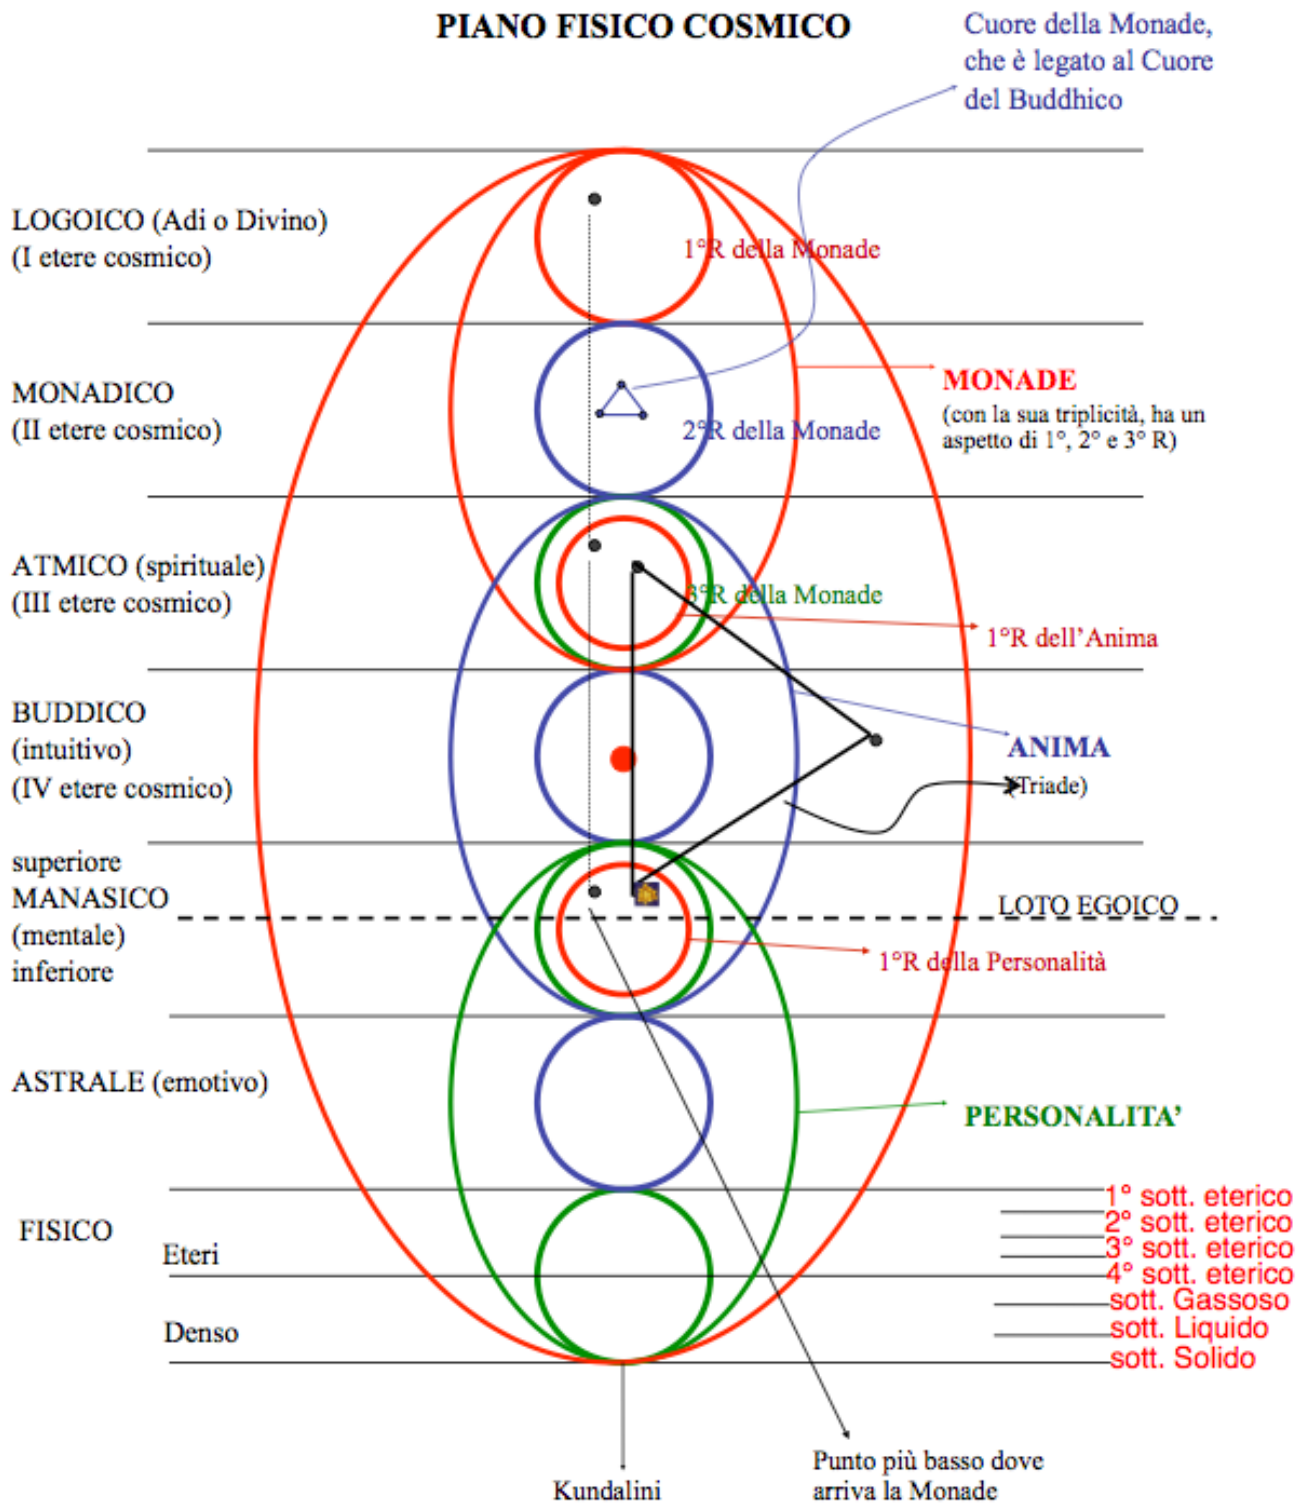 PIANO FISICO COSMICO
Cuore della Monade,
che è legato al Cuore
del Buddhico
LOGOICO (Adi o Divino)
(I etere cosmico)
1°R della Monade
MONADICO
(II etere cosmico)
2°R della Monade
MONADE
(con la sua triplicità, ha un
aspetto di 1°, 2° e 3° R)
ATMICO (spirituale)
(III etere cosmico)
3°R della Monade
1°R dell'Anima
BUDDICO
(intuitivo)
(IV etere cosmico)
ANIMA
(Triade)
superiore
MANASICO
(mentale)
inferiore
LOTO EGOICO
1°R della Personalità
ASTRALE (emotivo)
PERSONALITA'
FISICO
Eteri
Denso
1° sott. eterico
2° sott. eterico
3° sott. eterico
4° sott. eterico
sott. Gassoso
sott. Liquido
sott. Solido
Kundalini
Punto più basso dove
arriva la Monade